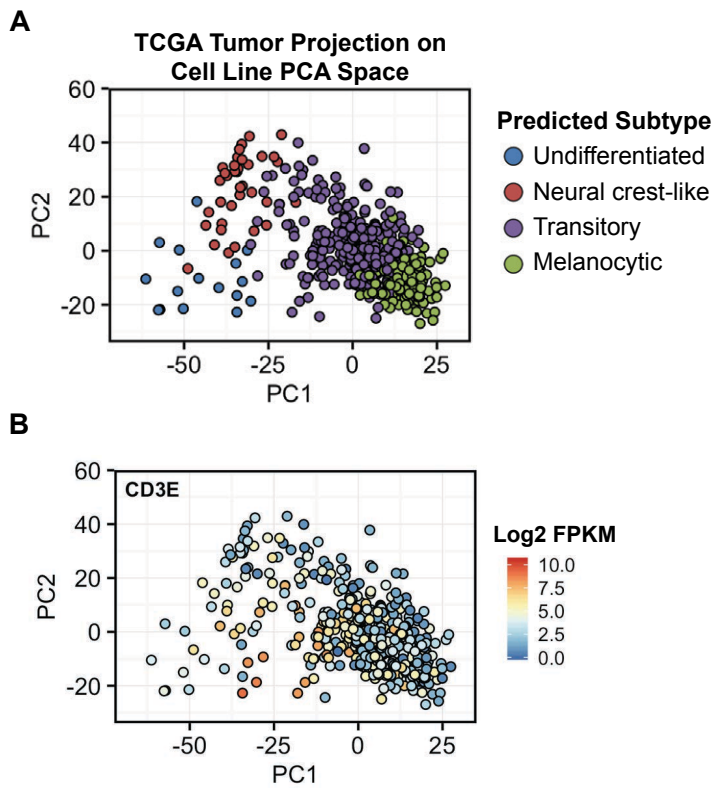 A
TCGA Tumor Projection on
Cell Line PCA Space
60
40
20
0
-20
PC2
-50
-25
0
25
PC1
Predicted Subtype
Undifferentiated
Neural crest-like
Transitory
Melanocytic
B
CD3E
60
40
20
0
-20
PC2
-50
-25
0
25
PC1
Log2 FPKM
10.0
7.5
5.0
2.5
0.0